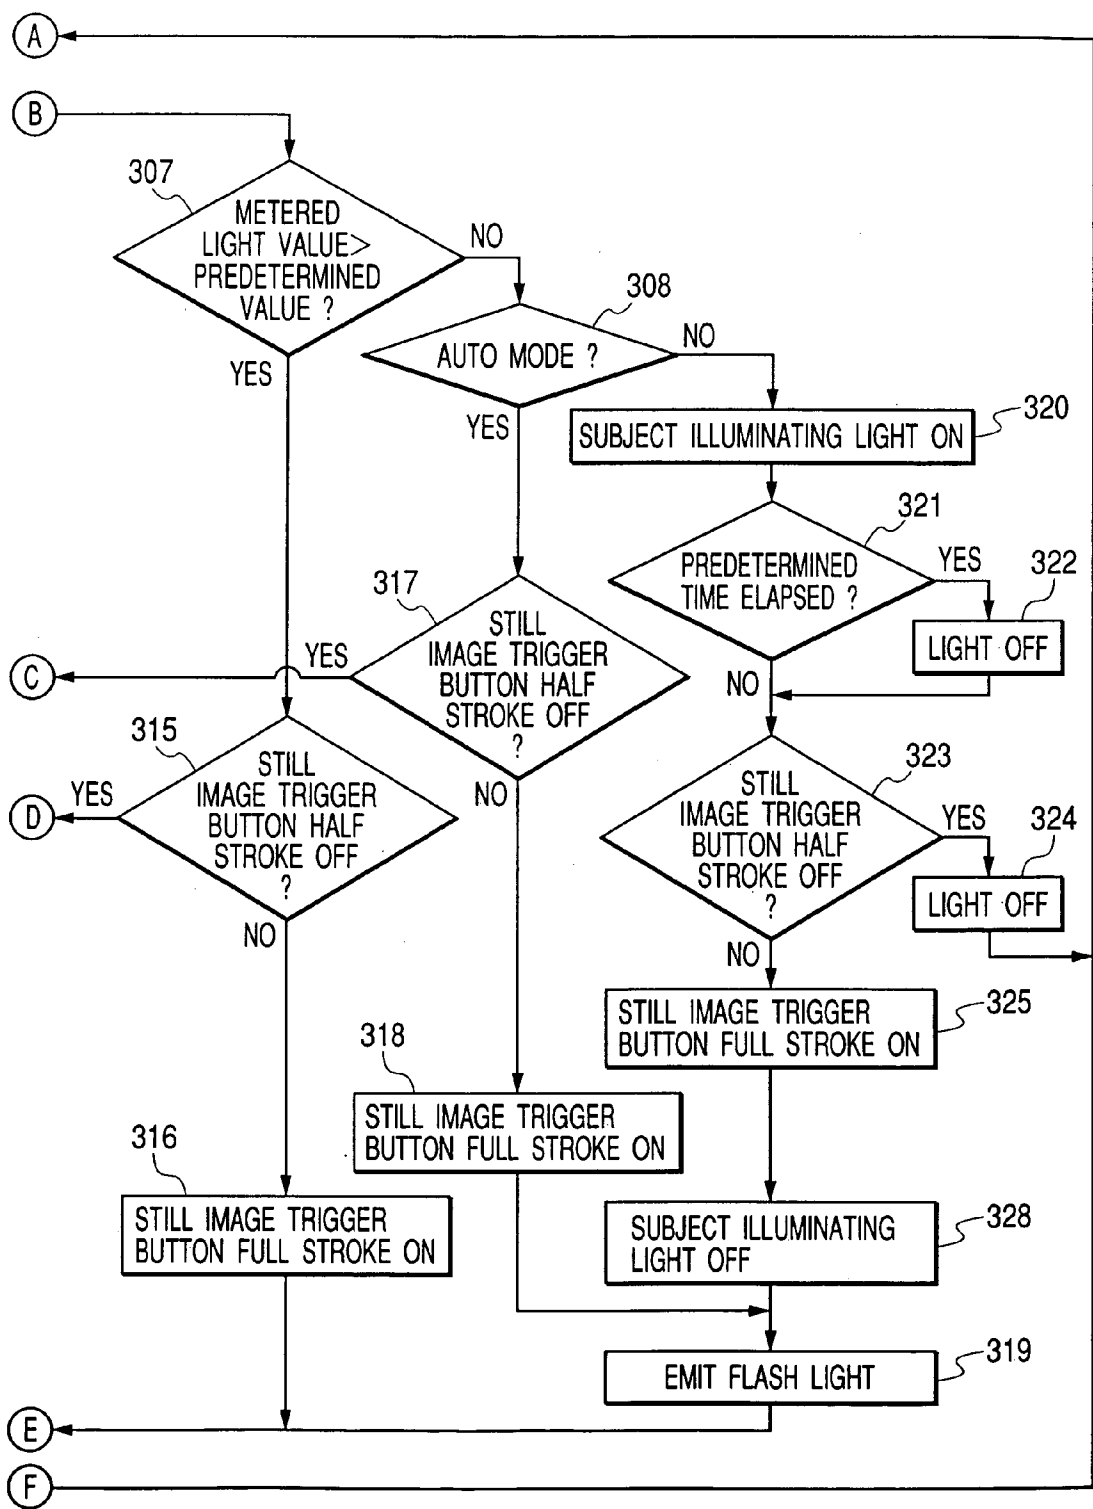 A
B
307
METERED
LIGHT VALUE>
PREDETERMINED
VALUE ?
NO
YES
308
AUTO MODE ?
NO
YES
320
SUBJECT ILLUMINATING LIGHT ON
321
PREDETERMINED
TIME ELAPSED ?
YES
322
LIGHT OFF
NO
317
STILL
IMAGE TRIGGER
BUTTON HALF
STROKE OFF
?
YES
C
NO
315
STILL
IMAGE TRIGGER
BUTTON HALF
STROKE OFF
?
YES
D
NO
323
STILL
IMAGE TRIGGER
BUTTON HALF
STROKE OFF
?
YES
324
LIGHT OFF
NO
325
STILL IMAGE TRIGGER
BUTTON FULL STROKE ON
318
STILL IMAGE TRIGGER
BUTTON FULL STROKE ON
316
STILL IMAGE TRIGGER
BUTTON FULL STROKE ON
328
SUBJECT ILLUMINATING
LIGHT OFF
319
EMIT FLASH LIGHT
E
F